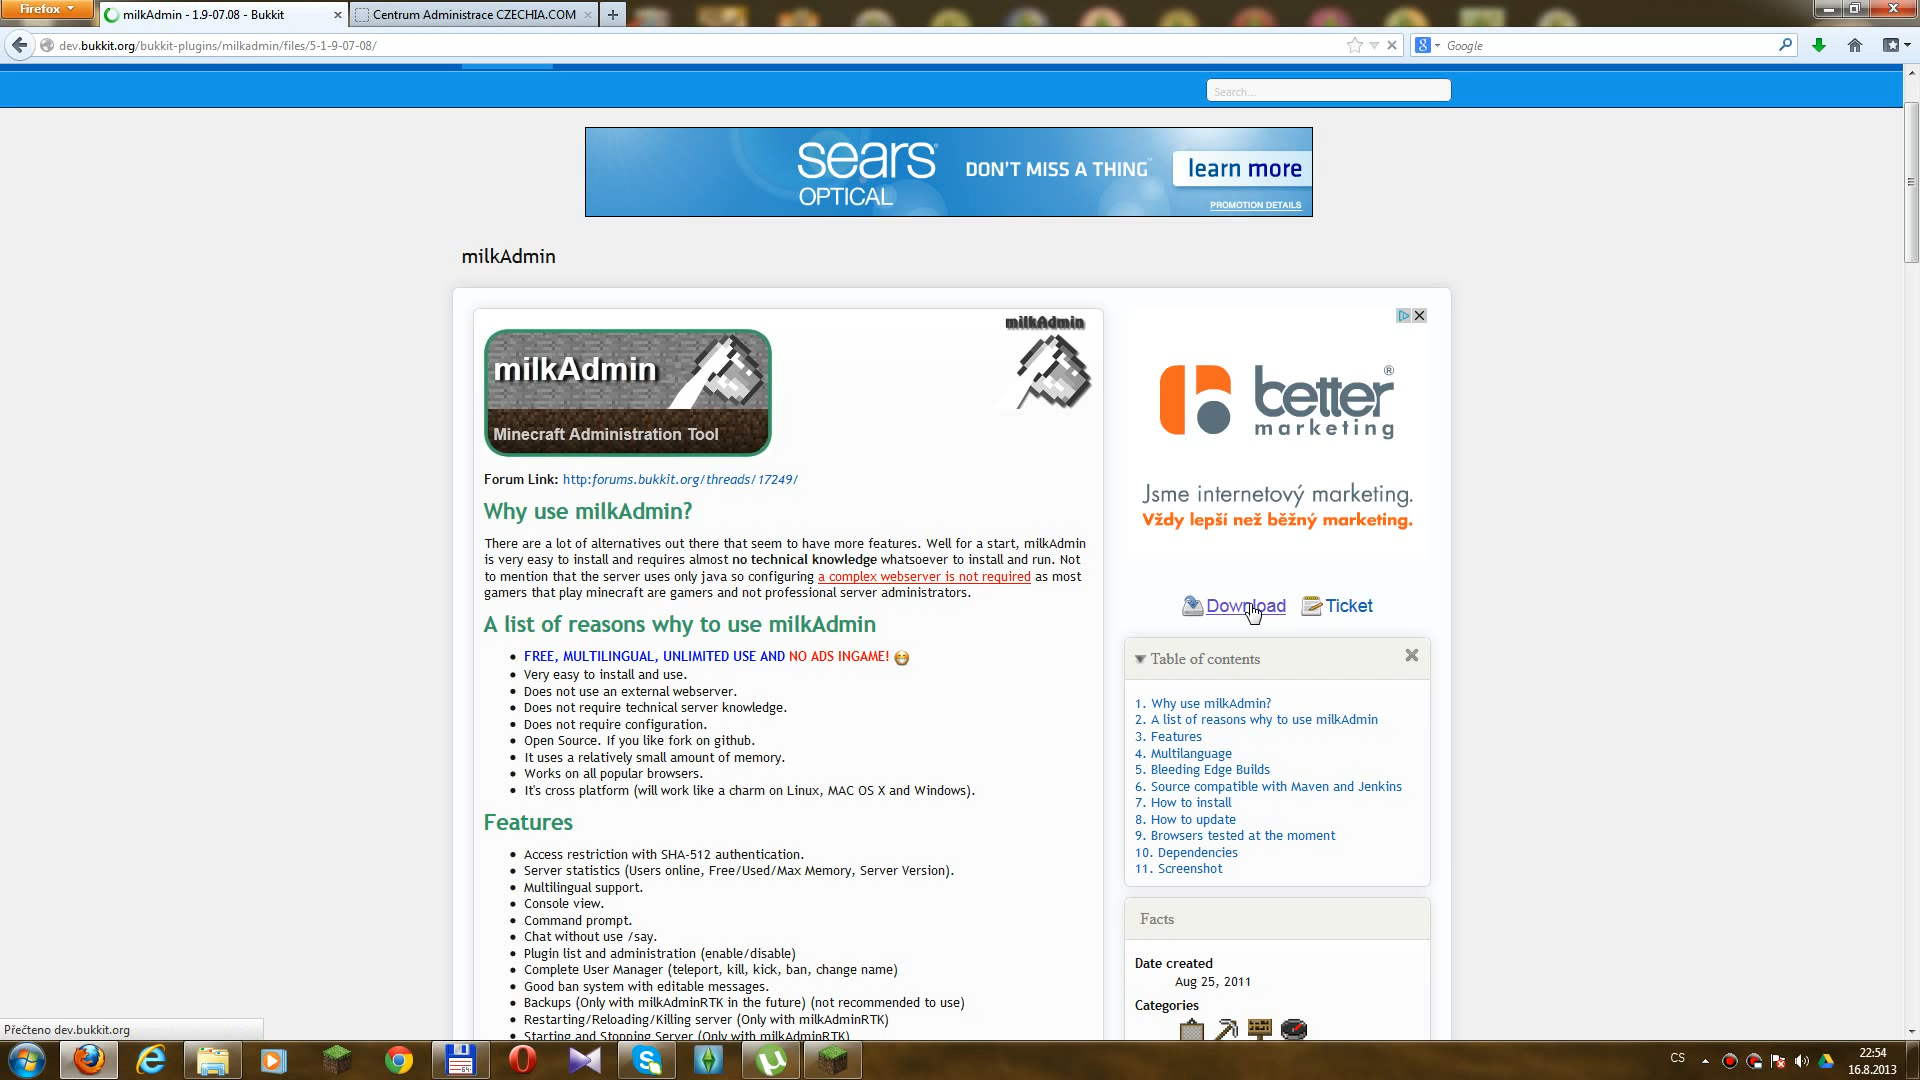 Firefox
milkAdmin - 1.9-07.08 - Bukkit
Centrum Administrace CZECHIA.COM
dev.bukkit.org/bukkit-plugins/milkadmin/files/5-1-9-07-08/
Google
Search...
sears
OPTICAL
DON'T MISS A THING
learn more
PROMOTION DETAILS
milkAdmin
milkAdmin
Minecraft Administration Tool
milkAdmin
Forum Link: http:forums.bukkit.org/threads/17249/
Why use milkAdmin?
There are a lot of alternatives out there that seem to have more features. Well for a start, milkAdmin
is very easy to install and requires almost no technical knowledge whatsoever to install and run. Not
to mention that the server uses only java so configuring a complex webserver is not required as most
gamers that play minecraft are gamers and not professional server administrators.
A list of reasons why to use milkAdmin
FREE, MULTILINGUAL, UNLIMITED USE AND NO ADS INGAME!
Very easy to install and use.
Does not use an external webserver.
Does not require technical server knowledge.
Does not require configuration.
Open Source. If you like fork on github.
It uses a relatively small amount of memory.
Works on all popular browsers.
It's cross platform (will work like a charm on Linux, MAC OS X and Windows).
Features
Access restriction with SHA-512 authentication.
Server statistics (Users online, Free/Used/Max Memory, Server Version).
Multilingual support.
Console view.
Command prompt.
Chat without use /say.
Plugin list and administration (enable/disable)
Complete User Manager (teleport, kill, kick, ban, change name)
Good ban system with editable messages.
Backups (Only with milkAdminRTK in the future) (not recommended to use)
Restarting/Reloading/Killing server (Only with milkAdminRTK)
Starting and Stopping Server (Only with milkAdminRTK)
better
marketing
®
Jsme internetový marketing.
Vždy lepší než běžný marketing.
Download
Ticket
Table of contents
1. Why use milkAdmin?
2. A list of reasons why to use milkAdmin
3. Features
4. Multilanguage
5. Bleeding Edge Builds
6. Source compatible with Maven and Jenkins
7. How to install
8. How to update
9. Browsers tested at the moment
10. Dependencies
11. Screenshot
Facts
Date created
Aug 25, 2011
Categories
Přečteno dev.bukkit.org
CS
22:54
16.8.2013